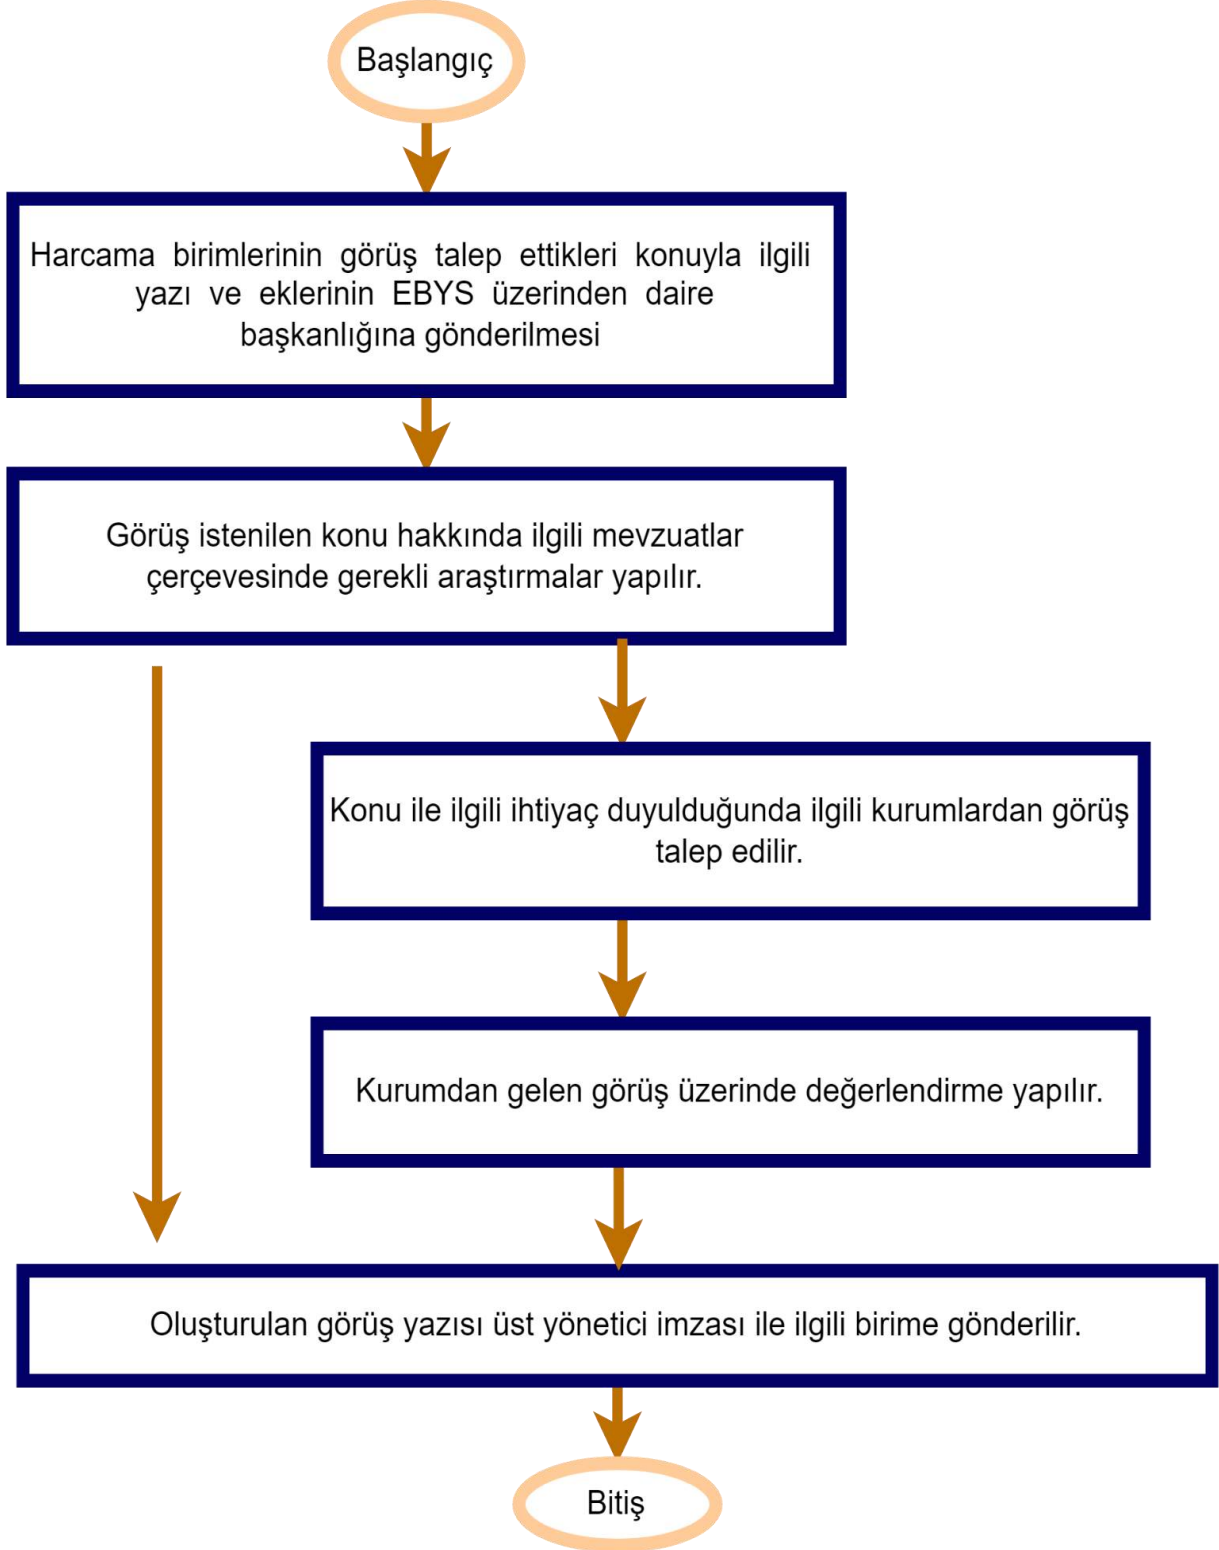 Başlangıç
Harcama birimlerinin görüş talep ettikleri konuyla ilgili
yazı ve eklerinin EBYS üzerinden daire
başkanlığına gönderilmesi
Görüş istenilen konu hakkında ilgili mevzuatlar
çerçevesinde gerekli araştırmalar yapılır.
Konu ile ilgili ihtiyaç duyulduğunda ilgili kurumlardan görüş
talep edilir.
Kurumdan gelen görüş üzerinde değerlendirme yapılır.
Oluşturulan görüş yazısı üst yönetici imzası ile ilgili birime gönderilir.
Bitiş